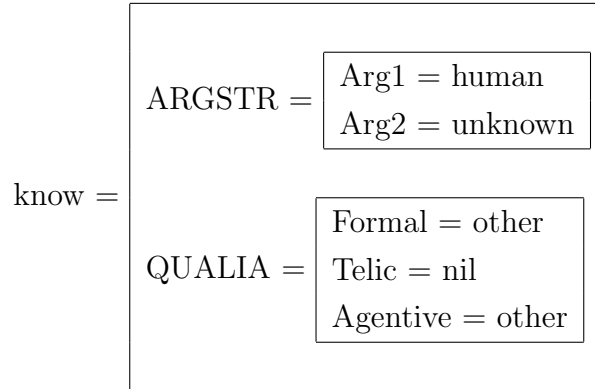 Arg1 = human
ARGSTR =
Arg2 = unknown
know =
Formal = other
QUALIA = Telic = nil
Agentive = other